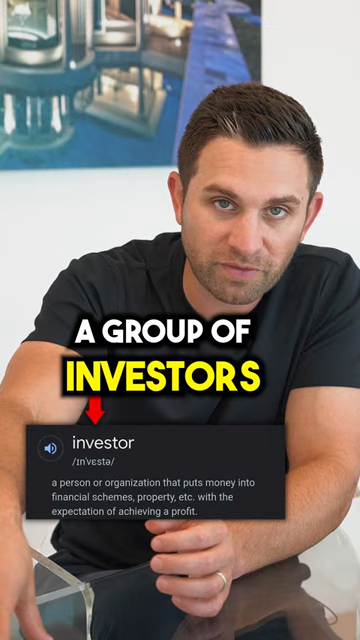 A GROUP OF
INVESTORS
investor
/ɪnˈvɛstə/
a person or organization that puts money into
financial schemes, property, etc. with the
expectation of achieving a profit.